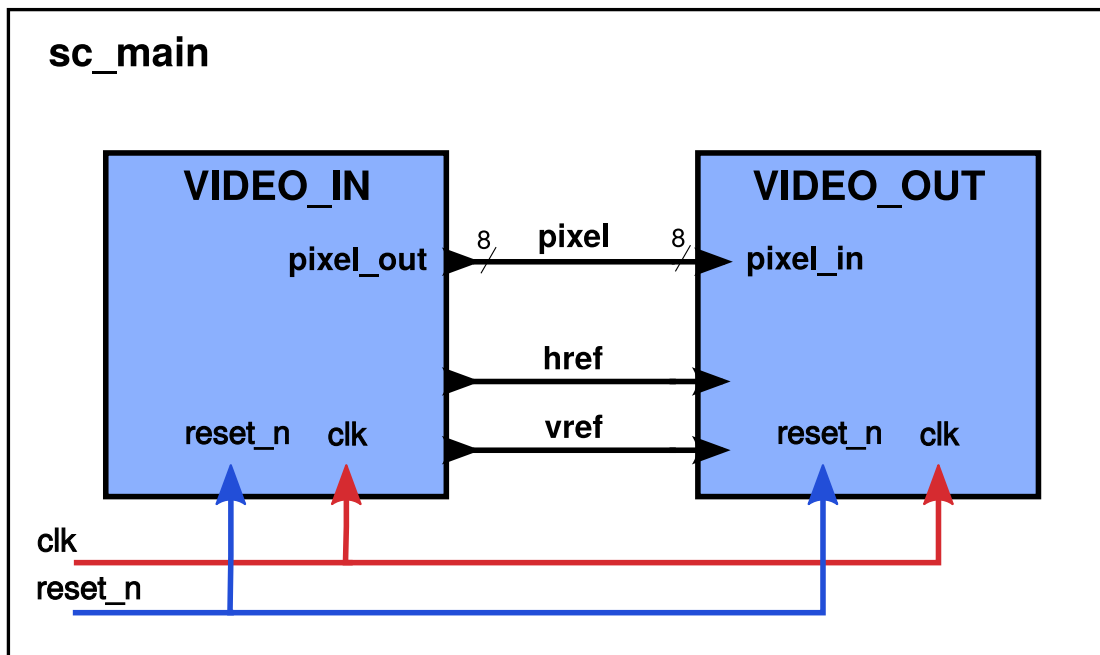 sc_main
VIDEO_IN
VIDEO_OUT
8 pixel 8
pixel_out
pixel_in
href
vref
reset_n clk
reset_n clk
clk
reset_n